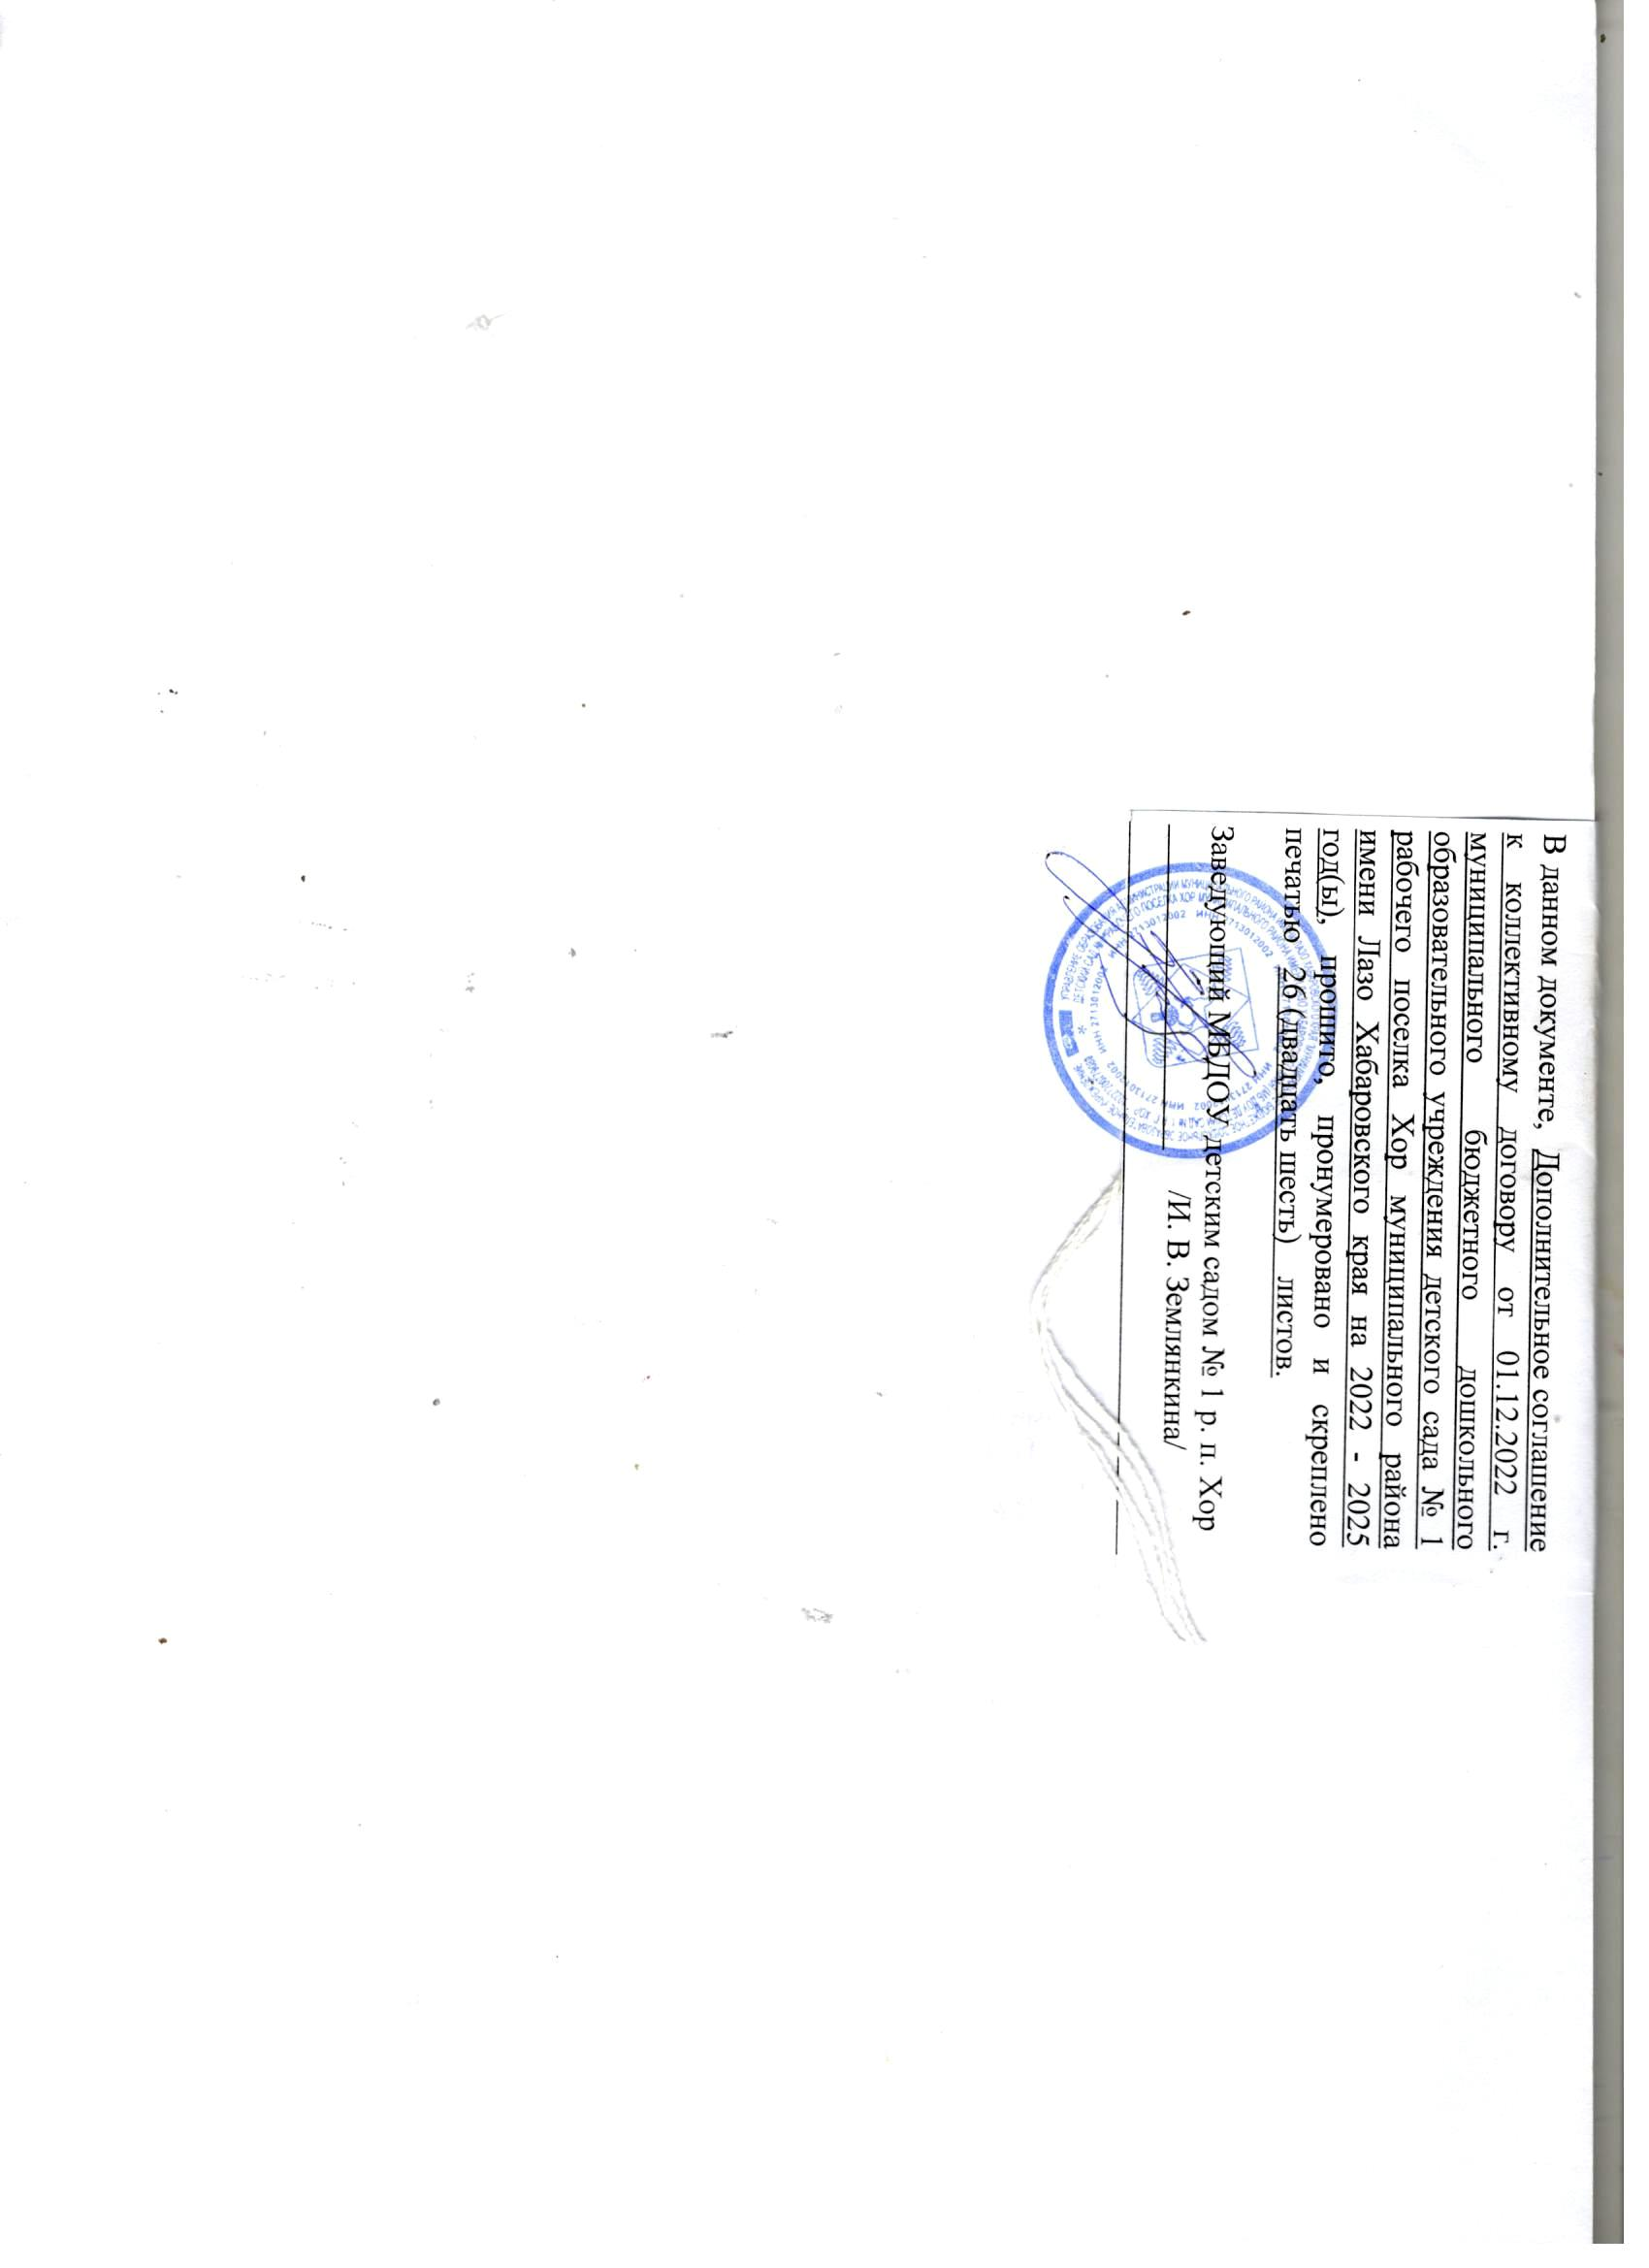 В данном документе, Дополнительное соглашение
к коллективному договору от 01.12.2022 г.
муниципального бюджетного дошкольного
образовательного учреждения детского сада № 1
рабочего поселка Хор муниципального района
имени Лазо Хабаровского края на 2022 - 2025
год(ы), прошито, пронумеровано и скреплено
печатью 26 (двадцать шесть) листов.
Заведующий МБДОУ детским садом № 1 р. п. Хор
/И. В. Землянкина/
ИНН 2713012002